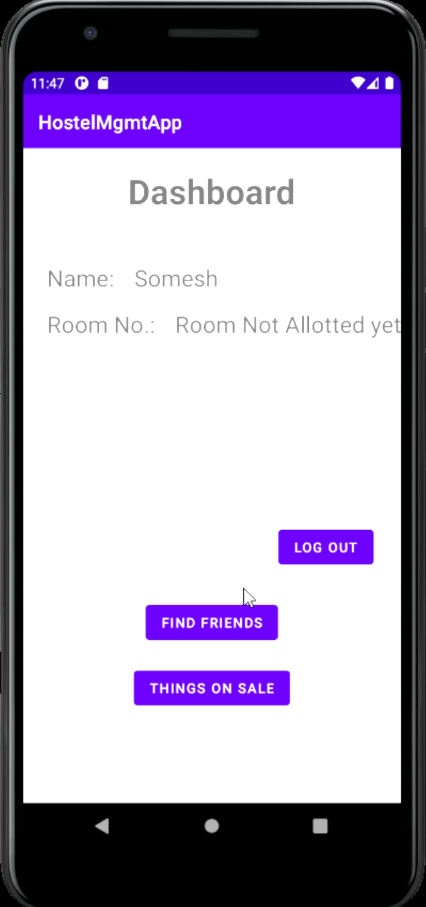 11:47
HostelMgmtApp
Dashboard
Name: Somesh
Room No.: Room Not Allotted yet
LOG OUT
FIND FRIENDS
THINGS ON SALE